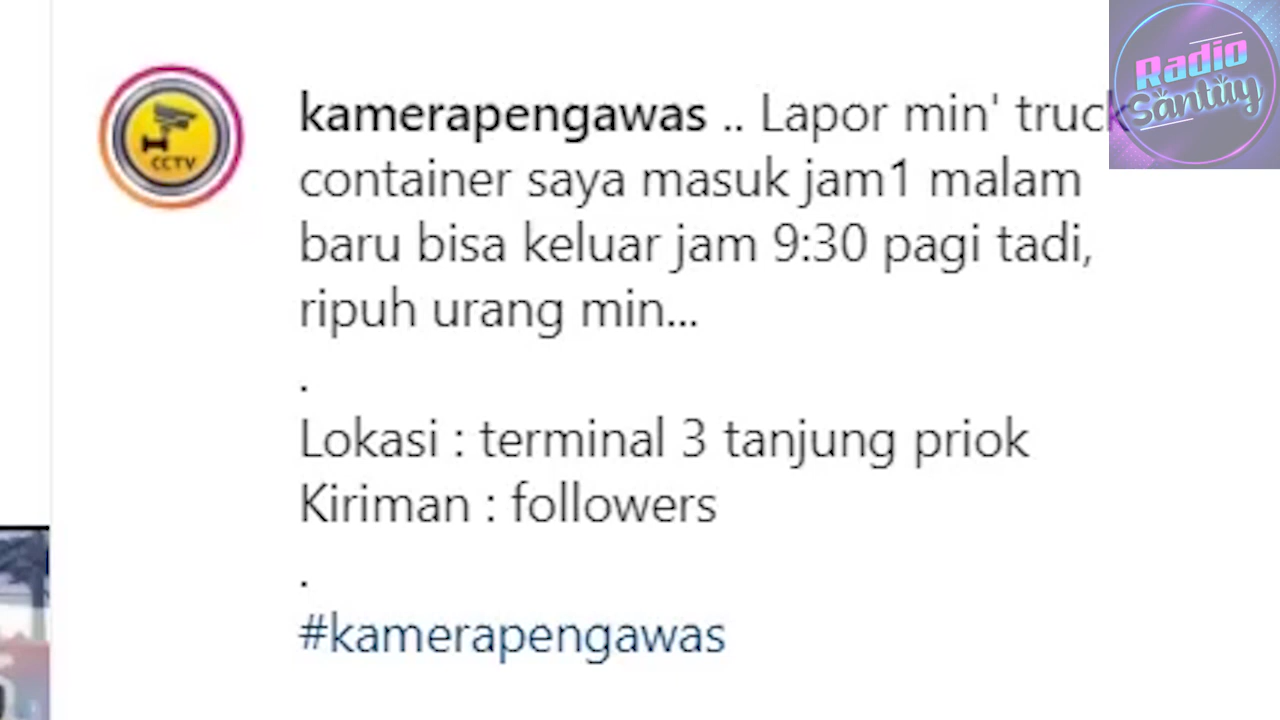 Radio
Santuy
CCTV
kamerapengawas .. Lapor min' truck
container saya masuk jam1 malam
baru bisa keluar jam 9:30 pagi tadi,
ripuh urang min...
.
Lokasi : terminal 3 tanjung priok
Kiriman : followers
.
#kamerapengawas